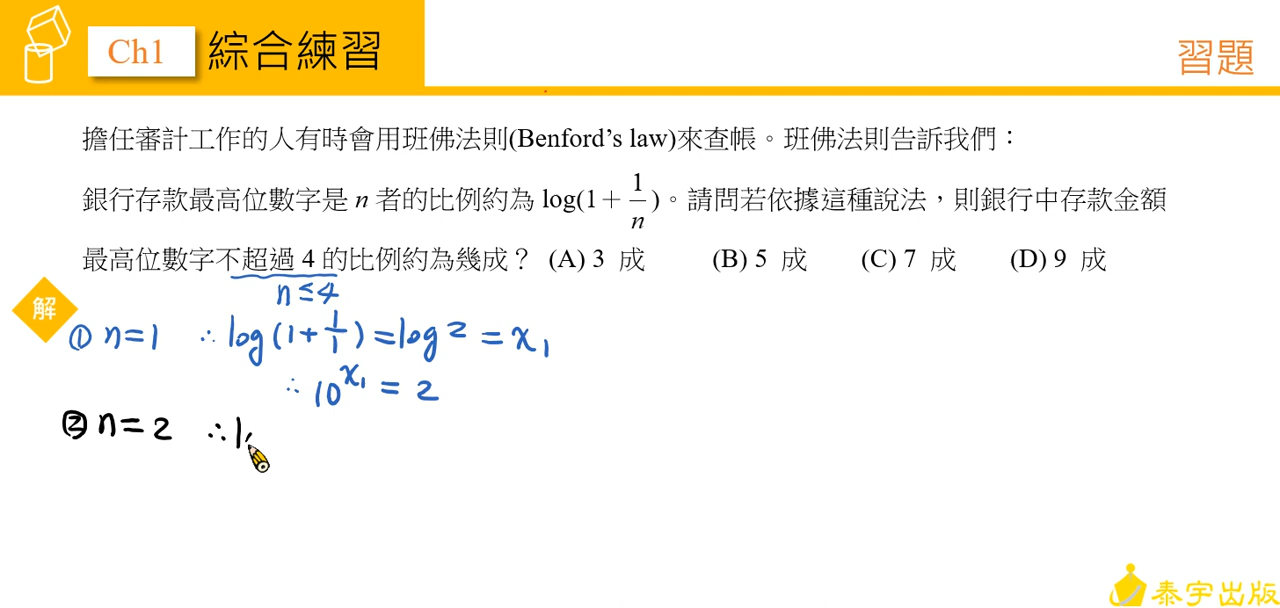 Ch1 綜合練習
習題
擔任審計工作的人有時會用班佛法則(Benford's law)來查帳。班佛法則告訴我們：
銀行存款最高位數字是 n 者的比例約為 log(1+1/n)。請問若依據這種說法，則銀行中存款金額
最高位數字不超過 4 的比例約為幾成？ (A) 3 成 (B) 5 成 (C) 7 成 (D) 9 成
n≤4
解
① n=1 ∴ log(1+1/1)=log2=x₁
∴ 10^x₁ = 2
② n=2 ∴ l
泰宇出版